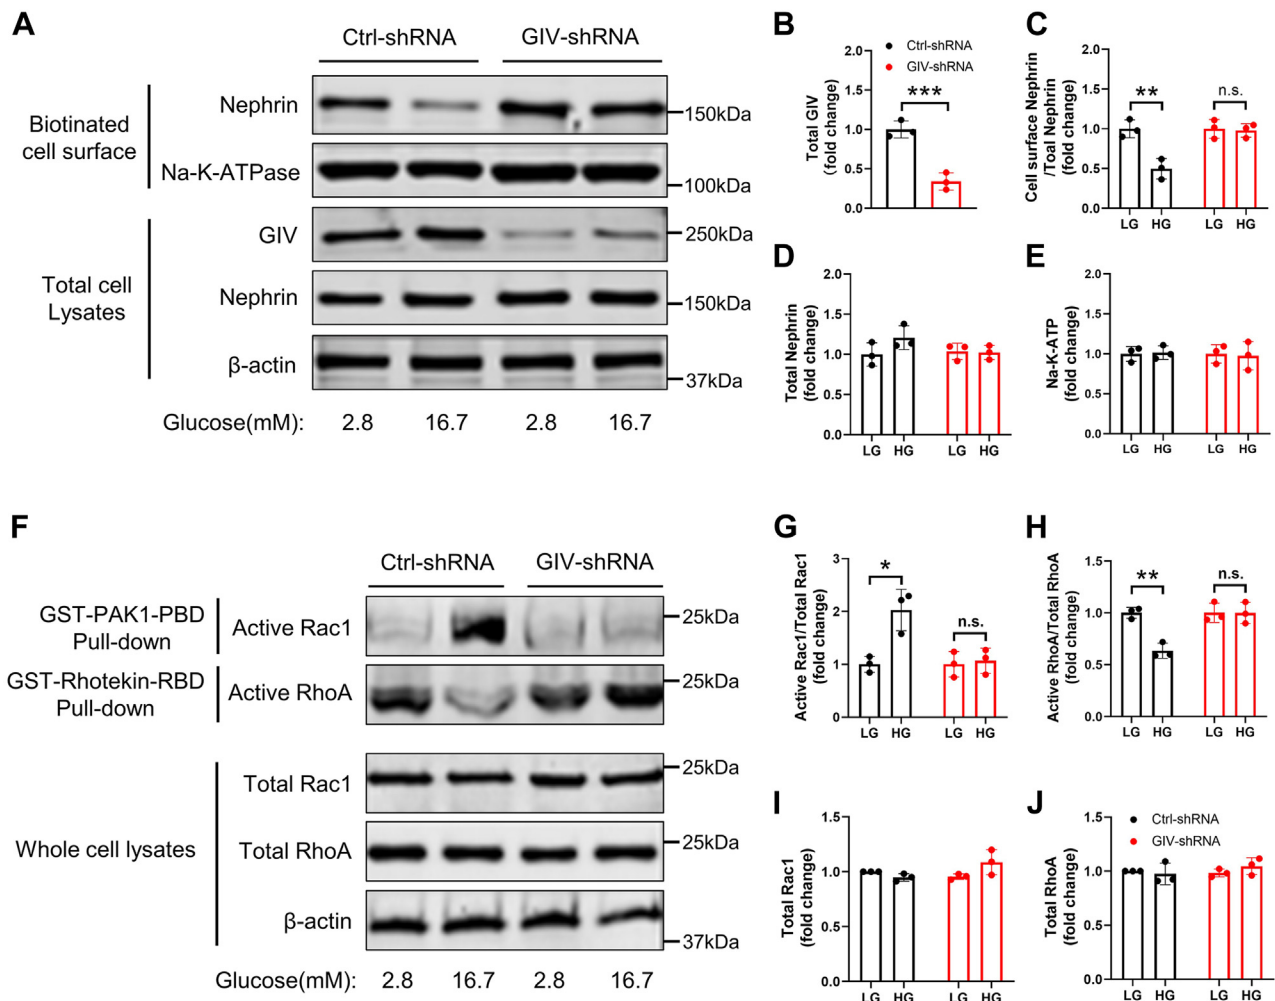 A
Ctrl-shRNA GIV-shRNA
Biotinated
cell surface
Nephrin
150kDa
Na-K-ATPase
100kDa
Total cell
Lysates
GIV
250kDa
Nephrin
150kDa
β-actin
37kDa
Glucose(mM): 2.8 16.7 2.8 16.7
B
Ctrl-shRNA
GIV-shRNA
Total GIV
(fold change)
2.0
1.5
1.0
0.5
0.0
***
C
Cell surface Nephrin
/Toal Nephrin
(fold change)
2.0
1.5
1.0
0.5
0.0
** n.s.
LG HG LG HG
D
Total Nephrin
(fold change)
2.0
1.5
1.0
0.5
0.0
LG HG LG HG
E
Na-K-ATP
(fold change)
2.0
1.5
1.0
0.5
0.0
LG HG LG HG
F
Ctrl-shRNA GIV-shRNA
GST-PAK1-PBD
Pull-down
Active Rac1
25kDa
GST-Rhotekin-RBD
Pull-down
Active RhoA
25kDa
Whole cell lysates
Total Rac1
25kDa
Total RhoA
25kDa
β-actin
37kDa
Glucose(mM): 2.8 16.7 2.8 16.7
G
Active Rac1/Total Rac1
(fold change)
3
2
1
0
* n.s.
LG HG LG HG
H
Active RhoA/Total RhoA
(fold change)
1.5
1.0
0.5
0.0
** n.s.
LG HG LG HG
I
Total Rac1
(fold change)
1.5
1.0
0.5
0.0
LG HG LG HG
J
Ctrl-shRNA
GIV-shRNA
Total RhoA
(fold change)
1.5
1.0
0.5
0.0
LG HG LG HG